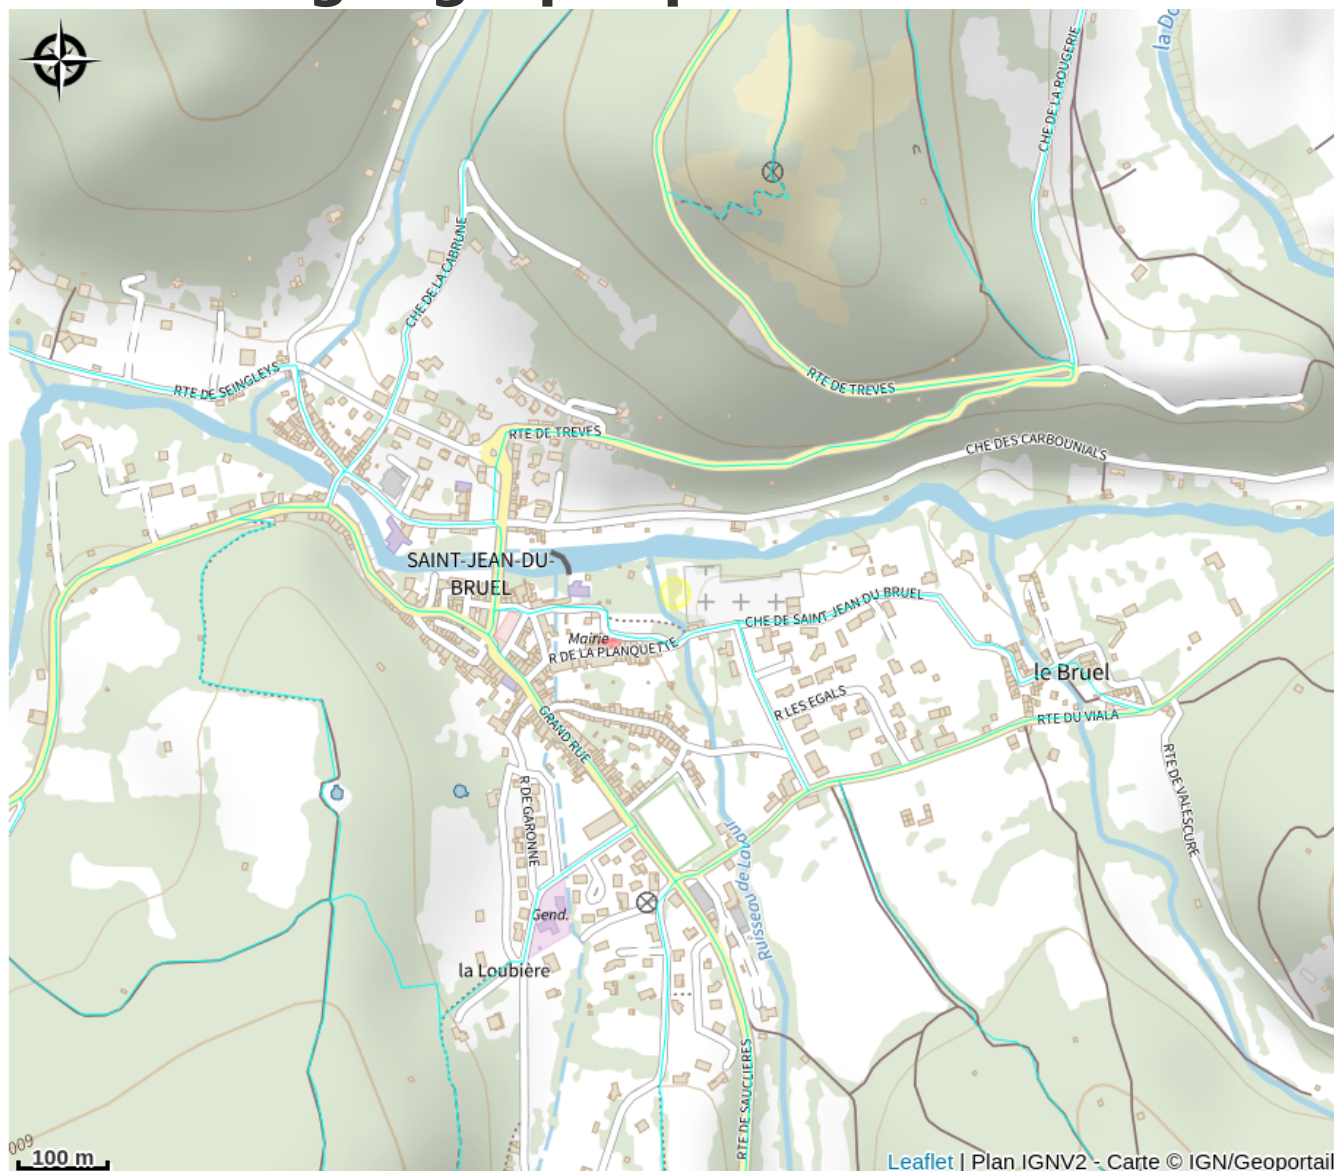 la Do
CHE DE LA ROUGERIE
CHE DE LA CABRUNE
RTE DE SEINGLEYS
RTE DE TREVES
RTE DE TREVES
CHE DES CARBOUNIALS
SAINT-JEAN-DU-
BRUEL
CHE DE SAINT JEAN DU BRUEL
Mairie
R DE LA PLANQUETTE
le Bruel
R LES EGALS
RTE DU VIALA
GRAND RUE
RTE DE VALESCURE
R DE GARONNE
Ruisseau de Lavaur
Gend.
la Loubière
RTE DE SAUCLIERES
009
100 m
Leaflet | Plan IGNV2 - Carte © IGN/Geoportail